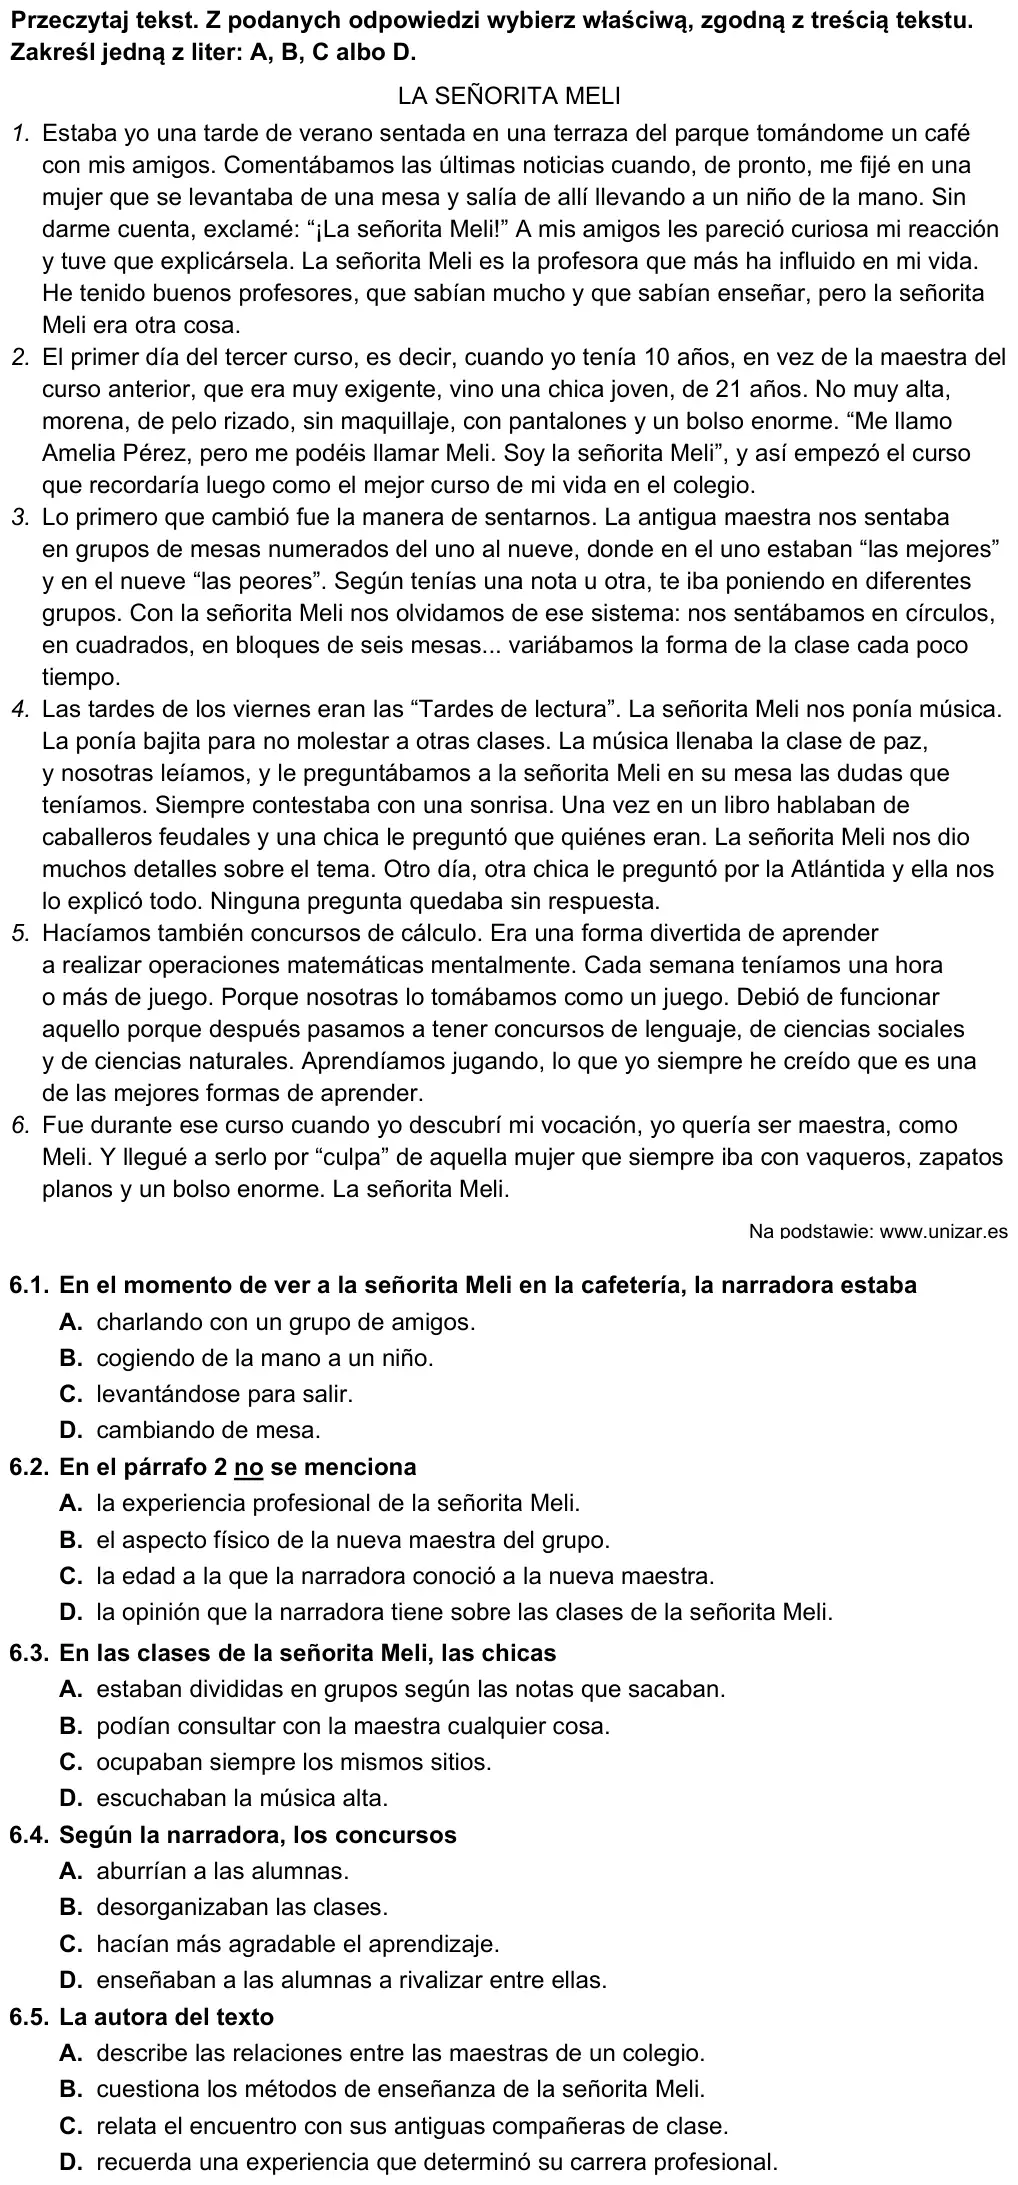 Przeczytaj tekst. Z podanych odpowiedzi wybierz właściwą, zgodną z treścią tekstu.
Zakreśl jedną z liter: A, B, C albo D.
LA SEÑORITA MELI
1. Estaba yo una tarde de verano sentada en una terraza del parque tomándome un café
con mis amigos. Comentábamos las últimas noticias cuando, de pronto, me fijé en una
mujer que se levantaba de una mesa y salía de allí llevando a un niño de la mano. Sin
darme cuenta, exclamé: “¡La señorita Meli!” A mis amigos les pareció curiosa mi reacción
y tuve que explicársela. La señorita Meli es la profesora que más ha influido en mi vida.
He tenido buenos profesores, que sabían mucho y que sabían enseñar, pero la señorita
Meli era otra cosa.
2. El primer día del tercer curso, es decir, cuando yo tenía 10 años, en vez de la maestra del
curso anterior, que era muy exigente, vino una chica joven, de 21 años. No muy alta,
morena, de pelo rizado, sin maquillaje, con pantalones y un bolso enorme. “Me llamo
Amelia Pérez, pero me podéis llamar Meli. Soy la señorita Meli”, y así empezó el curso
que recordaría luego como el mejor curso de mi vida en el colegio.
3. Lo primero que cambió fue la manera de sentarnos. La antigua maestra nos sentaba
en grupos de mesas numerados del uno al nueve, donde en el uno estaban “las mejores”
y en el nueve “las peores”. Según tenías una nota u otra, te iba poniendo en diferentes
grupos. Con la señorita Meli nos olvidamos de ese sistema: nos sentábamos en círculos,
en cuadrados, en bloques de seis mesas... variábamos la forma de la clase cada poco
tiempo.
4. Las tardes de los viernes eran las “Tardes de lectura”. La señorita Meli nos ponía música.
La ponía bajita para no molestar a otras clases. La música llenaba la clase de paz,
y nosotras leíamos, y le preguntábamos a la señorita Meli en su mesa las dudas que
teníamos. Siempre contestaba con una sonrisa. Una vez en un libro hablaban de
caballeros feudales y una chica le preguntó que quiénes eran. La señorita Meli nos dio
muchos detalles sobre el tema. Otro día, otra chica le preguntó por la Atlántida y ella nos
lo explicó todo. Ninguna pregunta quedaba sin respuesta.
5. Hacíamos también concursos de cálculo. Era una forma divertida de aprender
a realizar operaciones matemáticas mentalmente. Cada semana teníamos una hora
o más de juego. Porque nosotras lo tomábamos como un juego. Debió de funcionar
aquello porque después pasamos a tener concursos de lenguaje, de ciencias sociales
y de ciencias naturales. Aprendíamos jugando, lo que yo siempre he creído que es una
de las mejores formas de aprender.
6. Fue durante ese curso cuando yo descubrí mi vocación, yo quería ser maestra, como
Meli. Y llegué a serlo por “culpa” de aquella mujer que siempre iba con vaqueros, zapatos
planos y un bolso enorme. La señorita Meli.
Na podstawie: www.unizar.es
6.1. En el momento de ver a la señorita Meli en la cafetería, la narradora estaba
A. charlando con un grupo de amigos.
B. cogiendo de la mano a un niño.
C. levantándose para salir.
D. cambiando de mesa.
6.2. En el párrafo 2 no se menciona
A. la experiencia profesional de la señorita Meli.
B. el aspecto físico de la nueva maestra del grupo.
C. la edad a la que la narradora conoció a la nueva maestra.
D. la opinión que la narradora tiene sobre las clases de la señorita Meli.
6.3. En las clases de la señorita Meli, las chicas
A. estaban divididas en grupos según las notas que sacaban.
B. podían consultar con la maestra cualquier cosa.
C. ocupaban siempre los mismos sitios.
D. escuchaban la música alta.
6.4. Según la narradora, los concursos
A. aburrían a las alumnas.
B. desorganizaban las clases.
C. hacían más agradable el aprendizaje.
D. enseñaban a las alumnas a rivalizar entre ellas.
6.5. La autora del texto
A. describe las relaciones entre las maestras de un colegio.
B. cuestiona los métodos de enseñanza de la señorita Meli.
C. relata el encuentro con sus antiguas compañeras de clase.
D. recuerda una experiencia que determinó su carrera profesional.